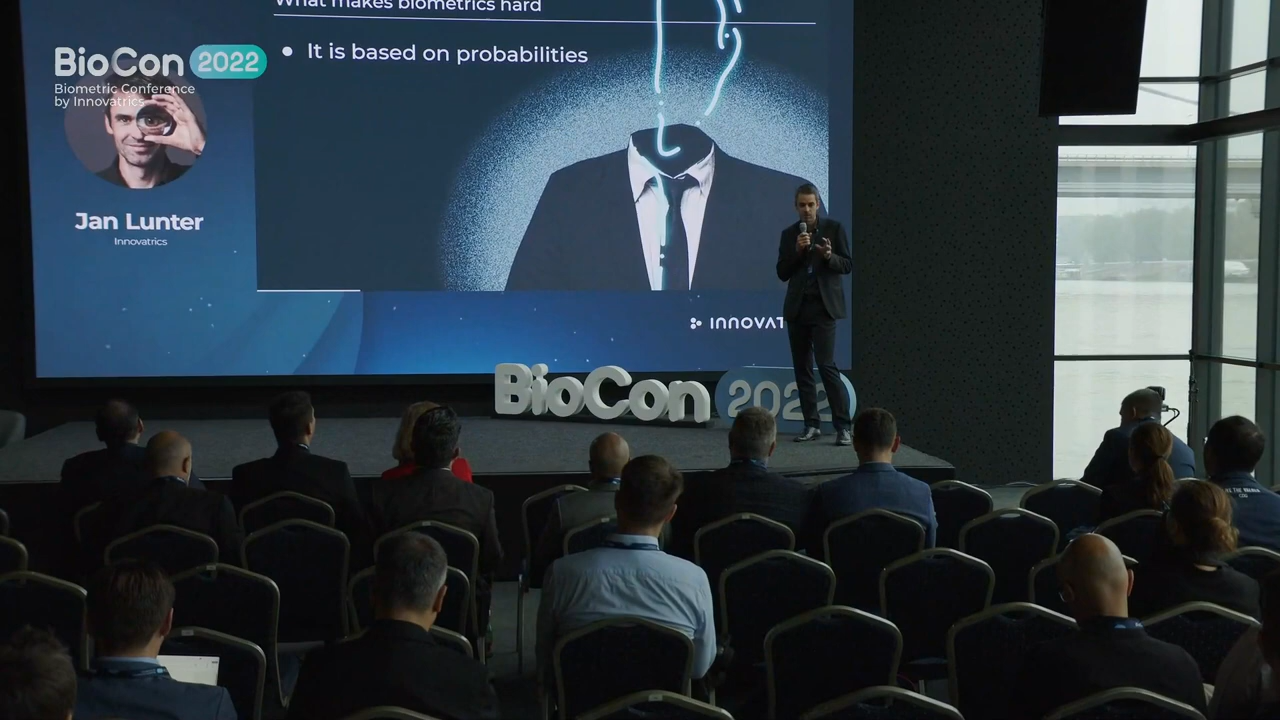 What makes biometrics hard
• It is based on probabilities
BioCon 2022
Biometric Conference
by Innovatrics
Jan Lunter
Innovatrics
INNOVAT
BioCon 2022